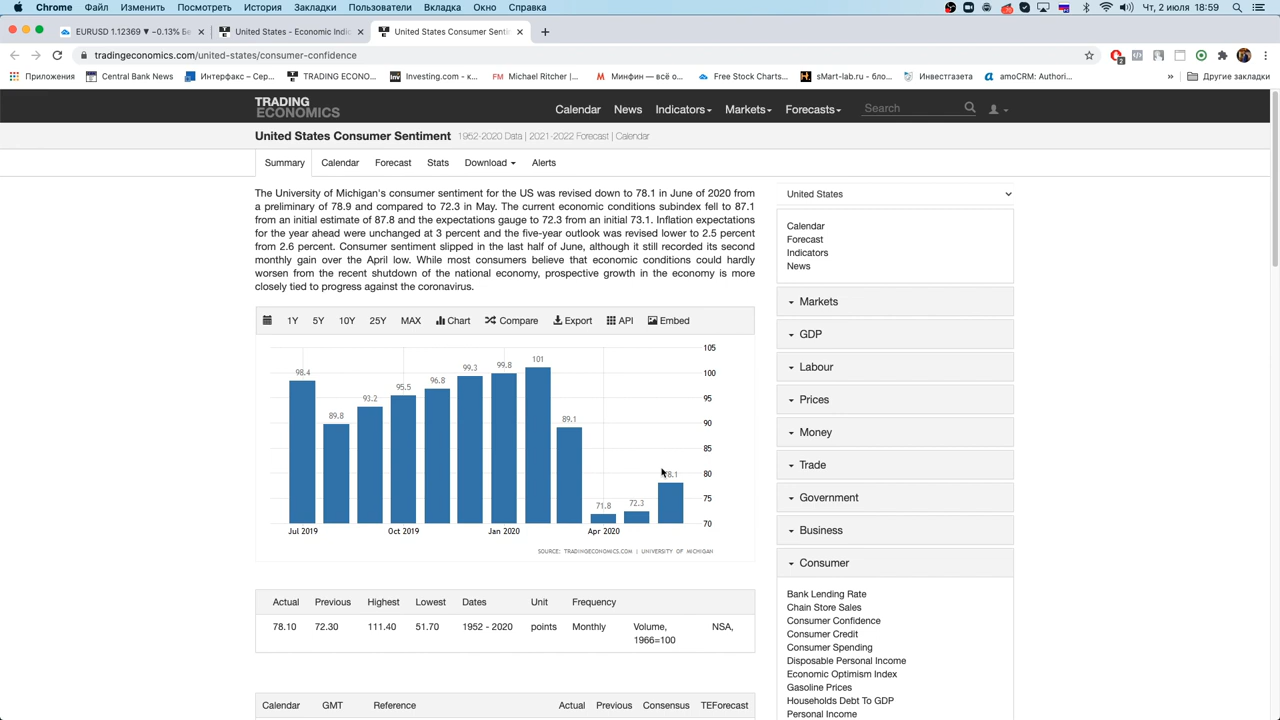 Chrome Файл Изменить Посмотреть История Закладки Пользователи Вкладка Окно Справка Чт, 2 июля 18:59
EURUSD 1.12369 ▼ −0.13% Бе × United States - Economic Indic × United States Consumer Senti × +
tradingeconomics.com/united-states/consumer-confidence 2
Приложения Central Bank News Интерфакс – Сер... TRADING ECONO... Investing.com - к... FM Michael Ritcher |... Минфин — всё о... Free Stock Charts... sMart-lab.ru - бло... Инвестгазета amoCRM: Authori... » Другие закладки
TRADING
ECONOMICS
Calendar News Indicators Markets Forecasts Search
United States Consumer Sentiment 1952-2020 Data | 2021-2022 Forecast | Calendar
Summary Calendar Forecast Stats Download Alerts
The University of Michigan's consumer sentiment for the US was revised down to 78.1 in June of 2020 from
a preliminary of 78.9 and compared to 72.3 in May. The current economic conditions subindex fell to 87.1
from an initial estimate of 87.8 and the expectations gauge to 72.3 from an initial 73.1. Inflation expectations
for the year ahead were unchanged at 3 percent and the five-year outlook was revised lower to 2.5 percent
from 2.6 percent. Consumer sentiment slipped in the last half of June, although it still recorded its second
monthly gain over the April low. While most consumers believe that economic conditions could hardly
worsen from the recent shutdown of the national economy, prospective growth in the economy is more
closely tied to progress against the coronavirus.
1Y 5Y 10Y 25Y MAX Chart Compare Export API Embed
105
100
95
90
85
80
75
70
98.4 89.8 93.2 95.5 96.8 99.3 99.8 101 89.1 71.8 72.3
Jul 2019 Oct 2019 Jan 2020 Apr 2020
SOURCE: TRADINGECONOMICS.COM | UNIVERSITY OF MICHIGAN
Actual Previous Highest Lowest Dates Unit Frequency
78.10 72.30 111.40 51.70 1952 - 2020 points Monthly Volume, NSA,
1966=100
Calendar GMT Reference Actual Previous Consensus TEForecast
United States
Calendar
Forecast
Indicators
News
Markets
GDP
Labour
Prices
Money
Trade
Government
Business
Consumer
Bank Lending Rate
Chain Store Sales
Consumer Confidence
Consumer Credit
Consumer Spending
Disposable Personal Income
Economic Optimism Index
Gasoline Prices
Households Debt To GDP
Personal Income